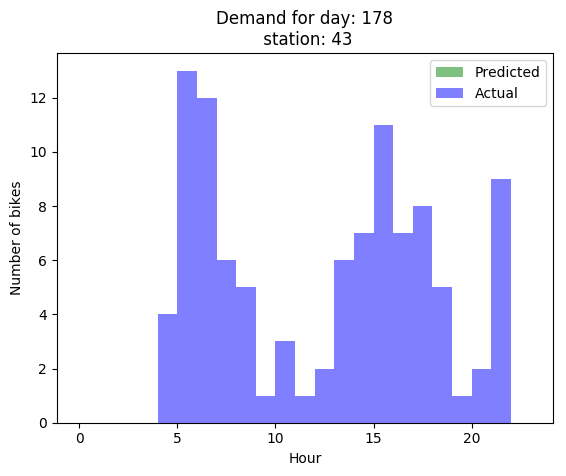 Demand for day: 178
station: 43
Predicted
Actual
Number of bikes
12
10
8
6
4
2
0
0 5 10 15 20
Hour